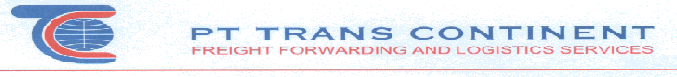 PT TRANS CONTINENT
FREIGHT FORWARDING AND LOGISTICS SERVICES